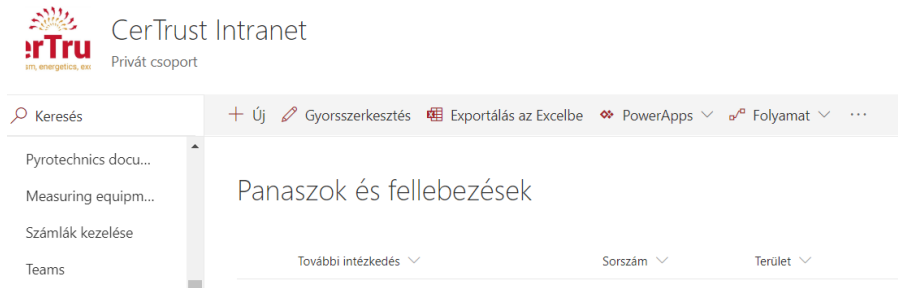 CerTrust Intranet
erTru
Privát csoport
Keresés
+ Új Gyorsszerkesztés Exportálás az Excelbe PowerApps Folyamat ...
Pyrotechnics docu...
Measuring equipm...
Panaszok és fellebezések
Számlák kezelése
További intézkedés Sorszám Terület
Teams